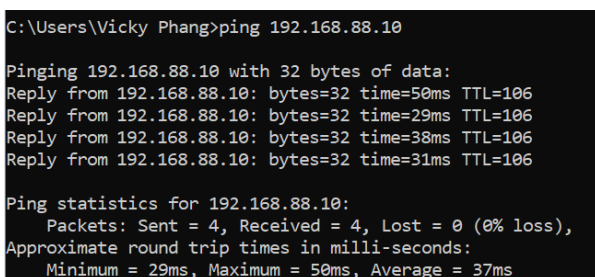 C:\Users\Vicky Phang>ping 192.168.88.10
Pinging 192.168.88.10 with 32 bytes of data:
Reply from 192.168.88.10: bytes=32 time=50ms TTL=106
Reply from 192.168.88.10: bytes=32 time=29ms TTL=106
Reply from 192.168.88.10: bytes=32 time=38ms TTL=106
Reply from 192.168.88.10: bytes=32 time=31ms TTL=106
Ping statistics for 192.168.88.10:
    Packets: Sent = 4, Received = 4, Lost = 0 (0% loss),
Approximate round trip times in milli-seconds:
    Minimum = 29ms, Maximum = 50ms, Average = 37ms